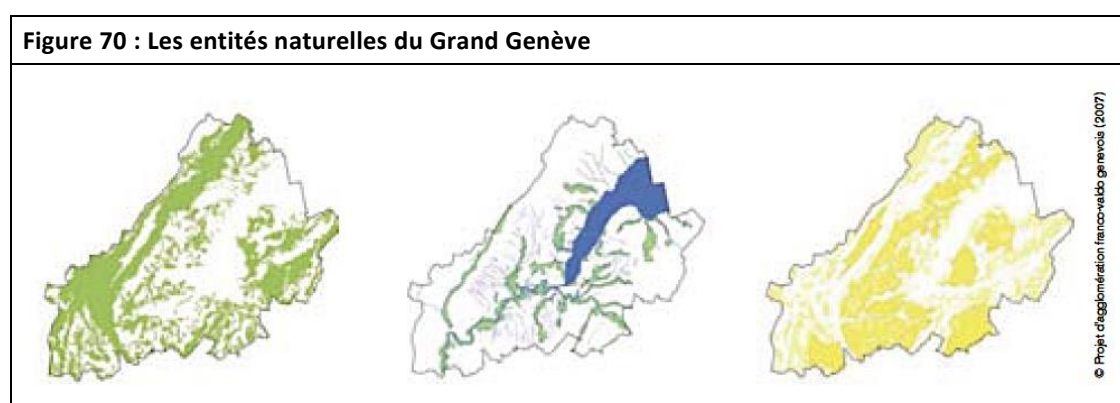 Figure 70 : Les entités naturelles du Grand Genève
© Projet d'agglomération franco-valdo genevois (2007)